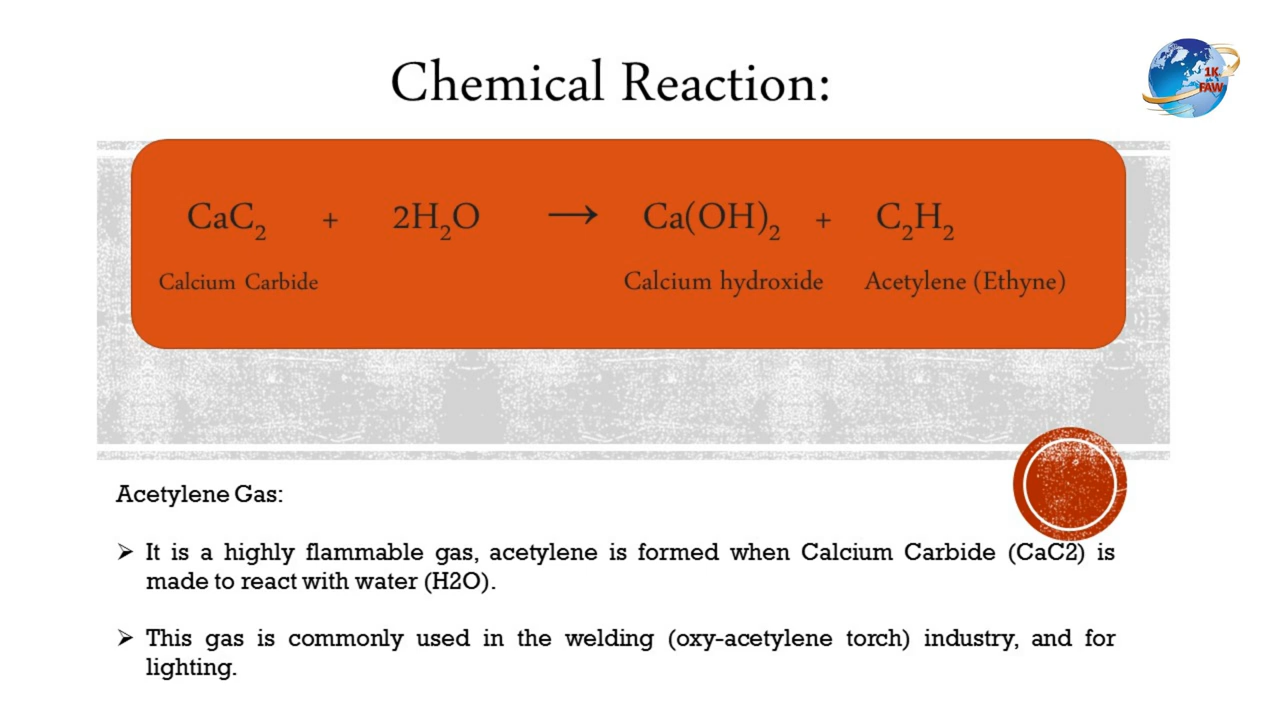 Chemical Reaction:
1K
FAW
CaC₂ + 2H₂O → Ca(OH)₂ + C₂H₂
Calcium Carbide Calcium hydroxide Acetylene (Ethyne)
Acetylene Gas:
➢ It is a highly flammable gas, acetylene is formed when Calcium Carbide (CaC2) is
made to react with water (H2O).
➢ This gas is commonly used in the welding (oxy-acetylene torch) industry, and for
lighting.